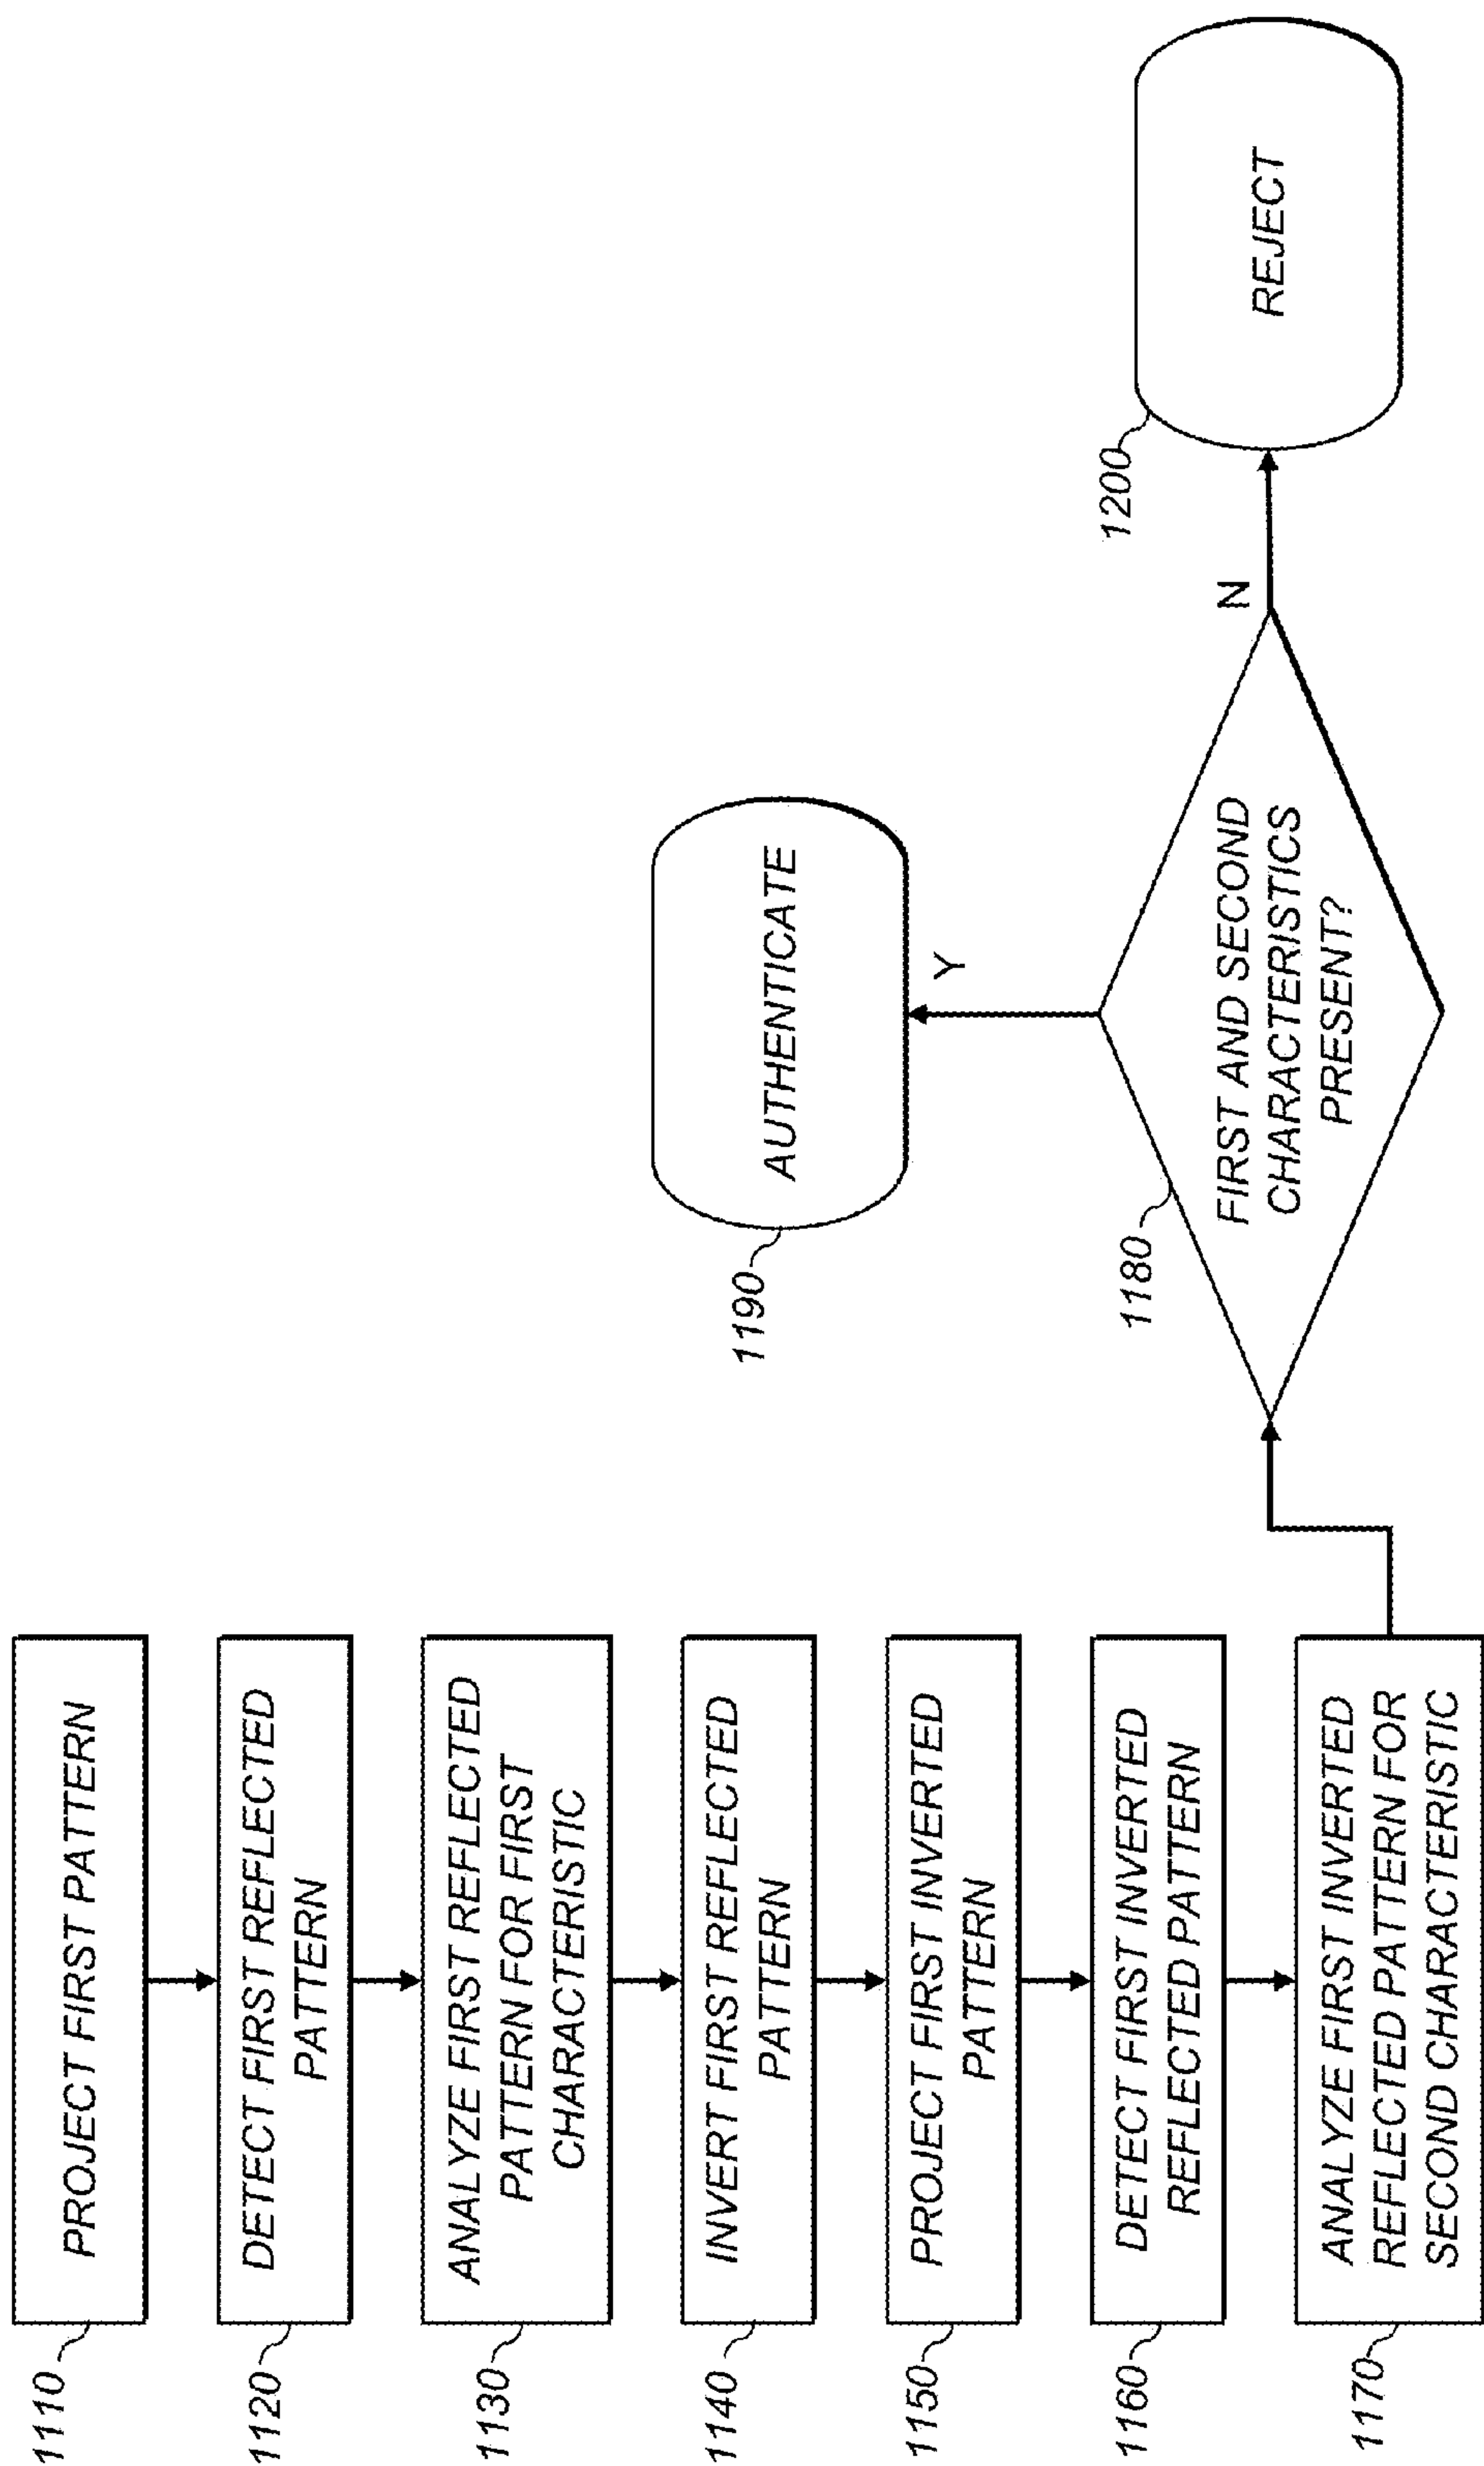 1110
PROJECT FIRST PATTERN
1120
DETECT FIRST REFLECTED
PATTERN
1130
ANALYZE FIRST REFLECTED
PATTERN FOR FIRST
CHARACTERISTIC
1140
INVERT FIRST REFLECTED
PATTERN
1150
PROJECT FIRST INVERTED
PATTERN
1160
DETECT FIRST INVERTED
REFLECTED PATTERN
1170
ANALYZE FIRST INVERTED
REFLECTED PATTERN FOR
SECOND CHARACTERISTIC
1180
FIRST AND SECOND
CHARACTERISTICS
PRESENT?
Y
1190
AUTHENTICATE
N
1200
REJECT